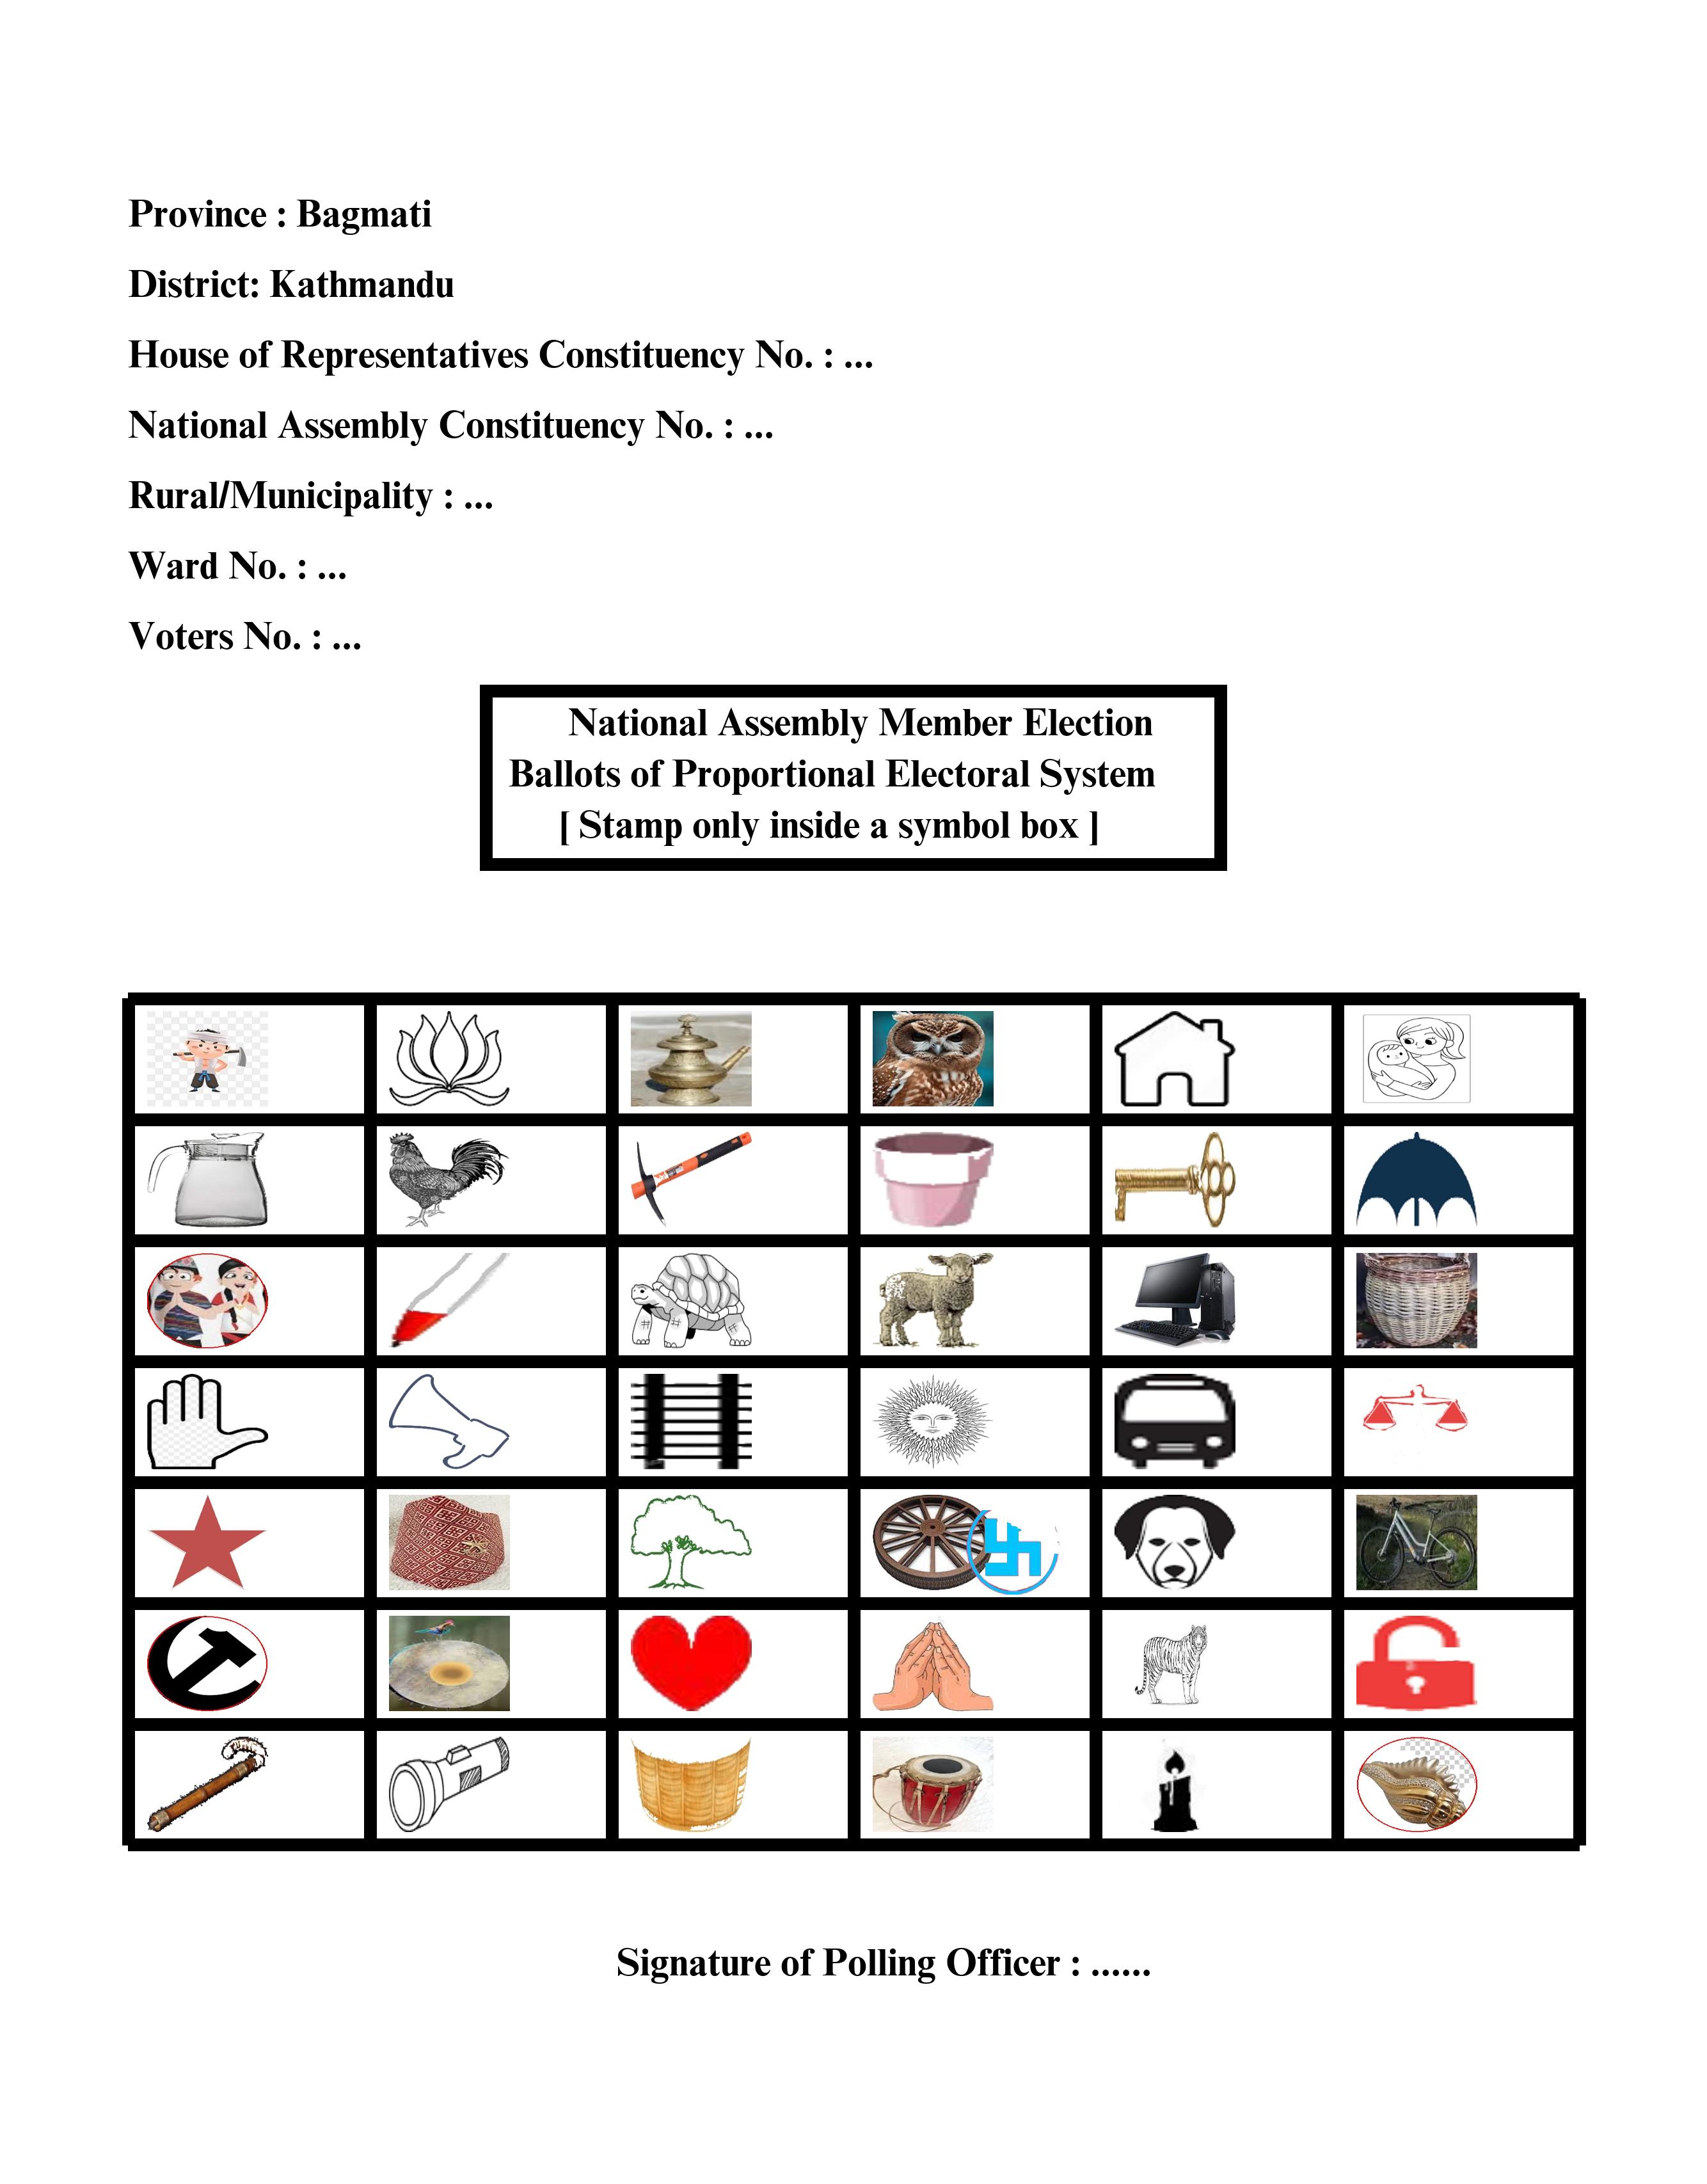 Province : Bagmati
District: Kathmandu
House of Representatives Constituency No. : ...
National Assembly Constituency No. : ...
Rural/Municipality : ...
Ward No. : ...
Voters No. : ...
National Assembly Member Election
Ballots of Proportional Electoral System
[ Stamp only inside a symbol box ]
Signature of Polling Officer : ......